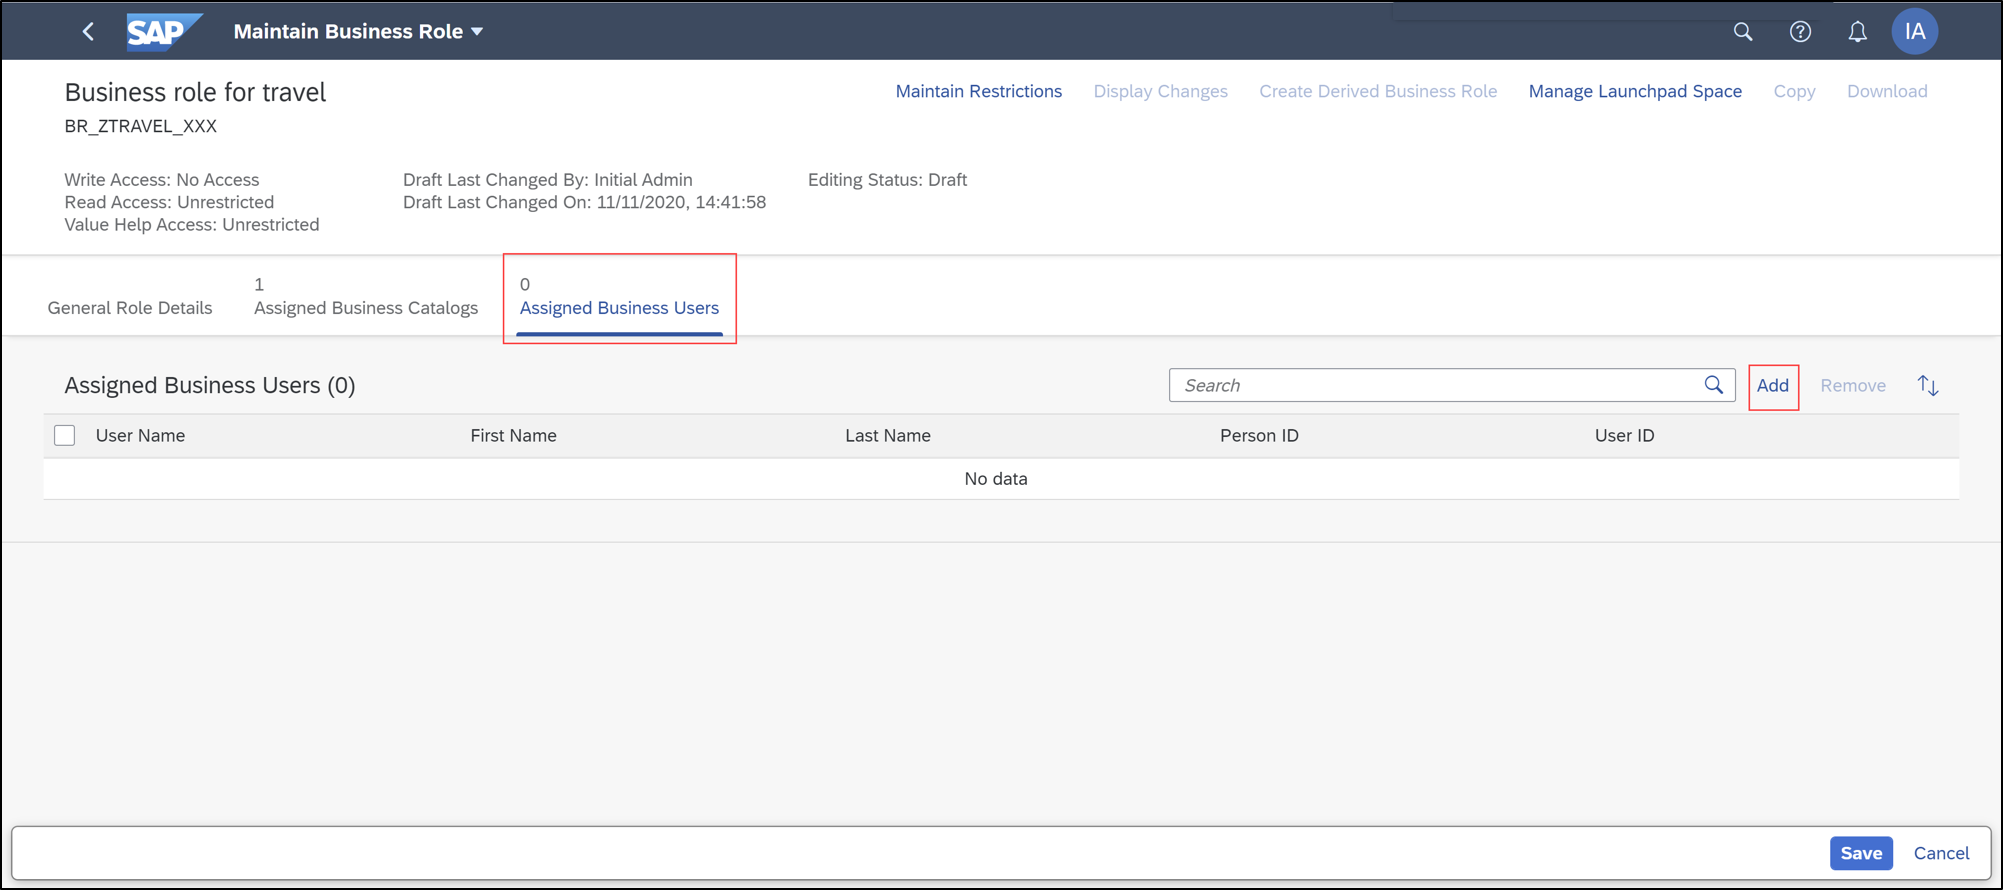 SAP Maintain Business Role IA
Business role for travel
Maintain Restrictions Display Changes Create Derived Business Role Manage Launchpad Space Copy Download
BR_ZTRAVEL_XXX
Write Access: No Access Draft Last Changed By: Initial Admin Editing Status: Draft
Read Access: Unrestricted Draft Last Changed On: 11/11/2020, 14:41:58
Value Help Access: Unrestricted
1 0
General Role Details Assigned Business Catalogs Assigned Business Users
Assigned Business Users (0) Search Add Remove
User Name First Name Last Name Person ID User ID
No data
Save Cancel